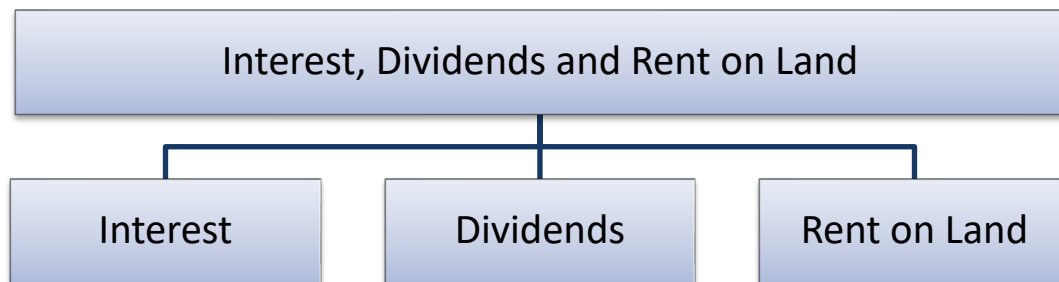 Interest, Dividends and Rent on Land
Interest
Dividends
Rent on Land